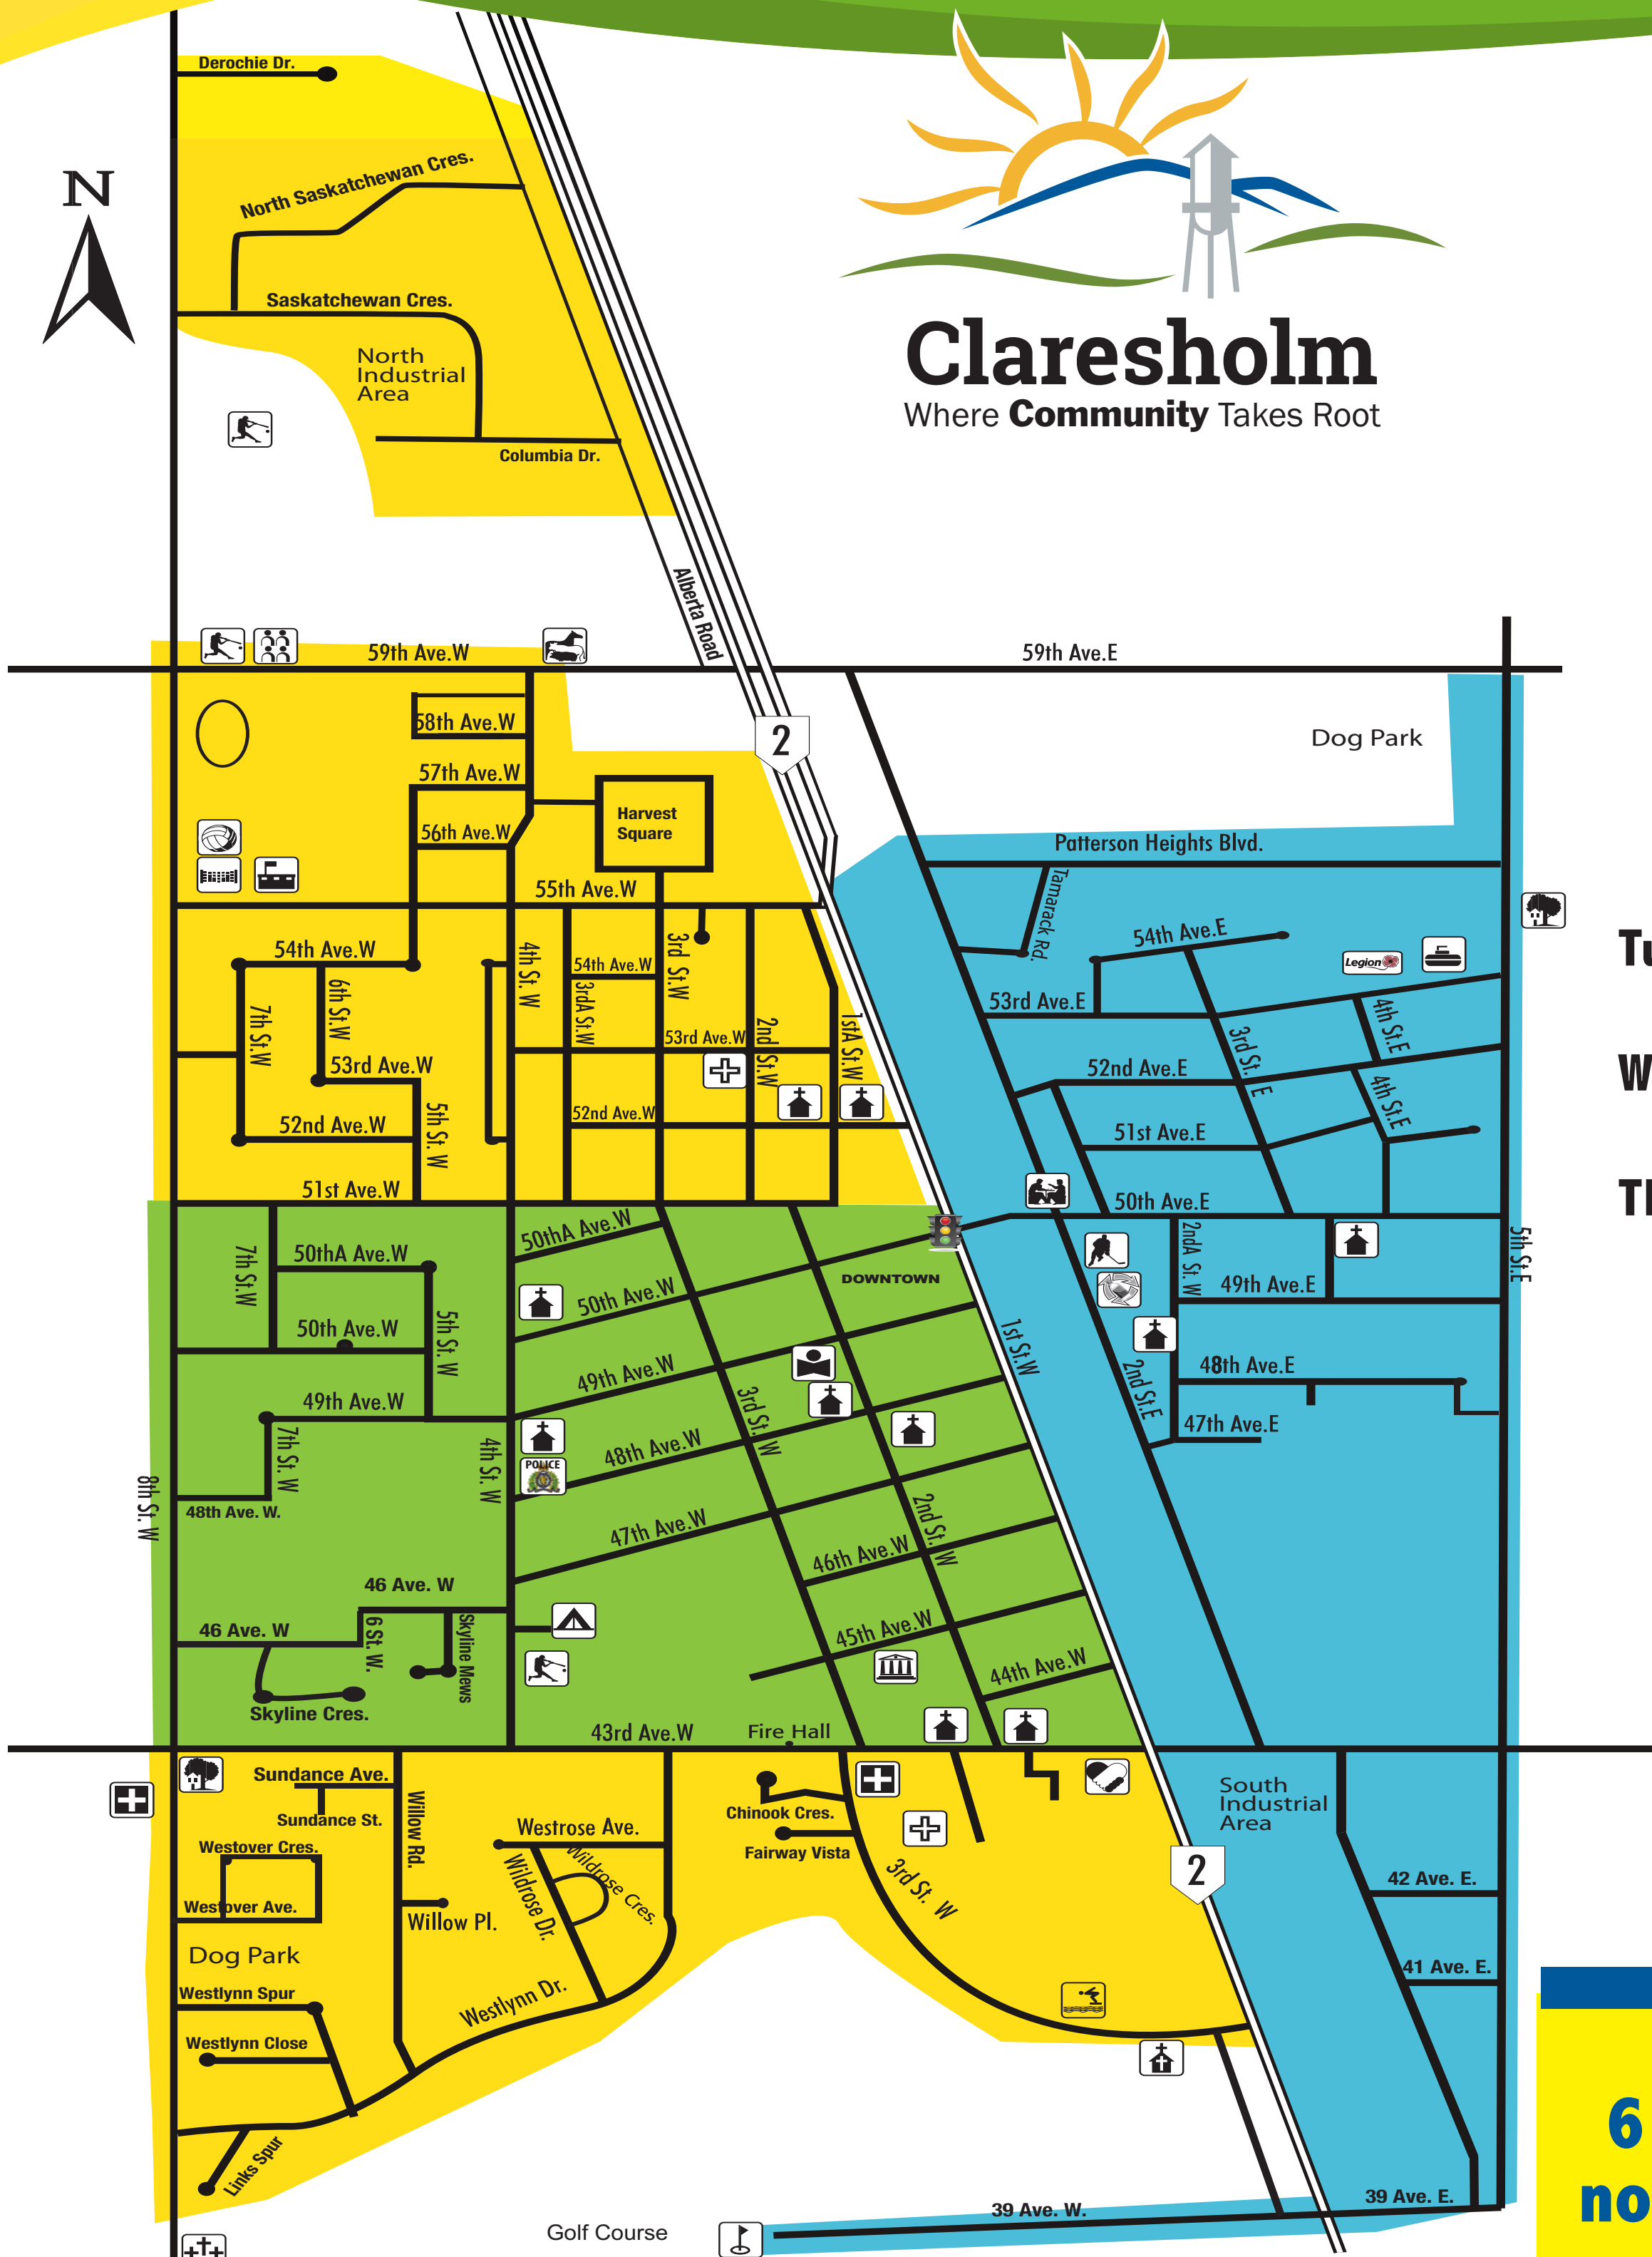 Derochie Dr.
N
North Saskatchewan Cres.
Saskatchewan Cres.
North
Industrial
Area
Columbia Dr.
Claresholm
Where Community Takes Root
Alberta Road
59th Ave.W
59th Ave.E
58th Ave.W
2
Dog Park
57th Ave.W
Harvest
Square
56th Ave.W
Patterson Heights Blvd.
55th Ave.W
Tamarack Rd.
54th Ave.W
4th St. W
54th Ave.W
3rd St. W
54th Ave.E
Legion
Tu
7th St.W
6th St.W
3rdA St.W
53rd Ave.W
2nd St.W
1stA St.W
53rd Ave.E
4th St.E
3rd St. E
53rd Ave.W
52nd Ave.E
W
52nd Ave.W
5th St. W
52nd Ave.W
51st Ave.E
4th St.E
51st Ave.W
50th Ave.E
Tl
7th St.W
50thA Ave.W
50thA Ave.W
DOWNTOWN
2ndA St. W
49th Ave.E
5th St.E
50th Ave.W
5th St. W
50th Ave.W
1st St.W
49th Ave.W
49th Ave.W
3rd St. W
2nd St.E
48th Ave.E
47th Ave.E
7th St. W
4th St. W
POLICE
48th Ave.W
8th St. W
48th Ave. W.
47th Ave.W
2nd St. W
46th Ave.W
46 Ave. W
46 Ave. W
6 St. W.
Skyline Mews
45th Ave.W
44th Ave.W
Skyline Cres.
43rd Ave.W
Fire Hall
Sundance Ave.
Sundance St.
Willow Rd.
Chinook Cres.
South
Industrial
Area
Westover Cres.
Westrose Ave.
Fairway Vista
Wildrose Dr.
Wildrose Cres.
3rd St. W
2
42 Ave. E.
Westover Ave.
Willow Pl.
Dog Park
41 Ave. E.
Westlynn Spur
Westlynn Dr.
Westlynn Close
Links Spur
6
no
39 Ave. W.
39 Ave. E.
Golf Course